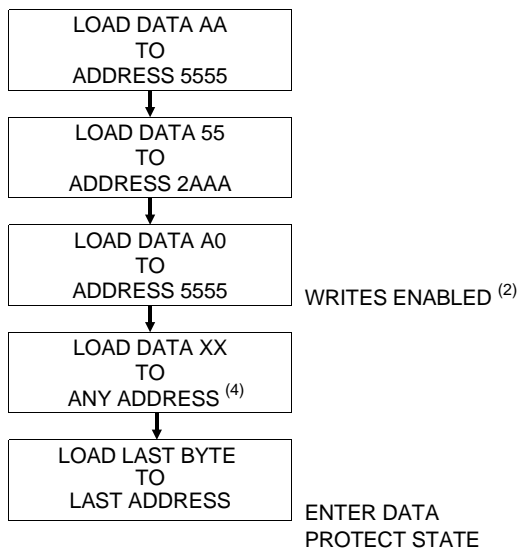 LOAD DATA AA
TO
ADDRESS 5555
LOAD DATA 55
TO
ADDRESS 2AAA
LOAD DATA A0
TO
ADDRESS 5555
WRITES ENABLED (2)
LOAD DATA XX
TO
ANY ADDRESS (4)
LOAD LAST BYTE
TO
LAST ADDRESS
ENTER DATA
PROTECT STATE